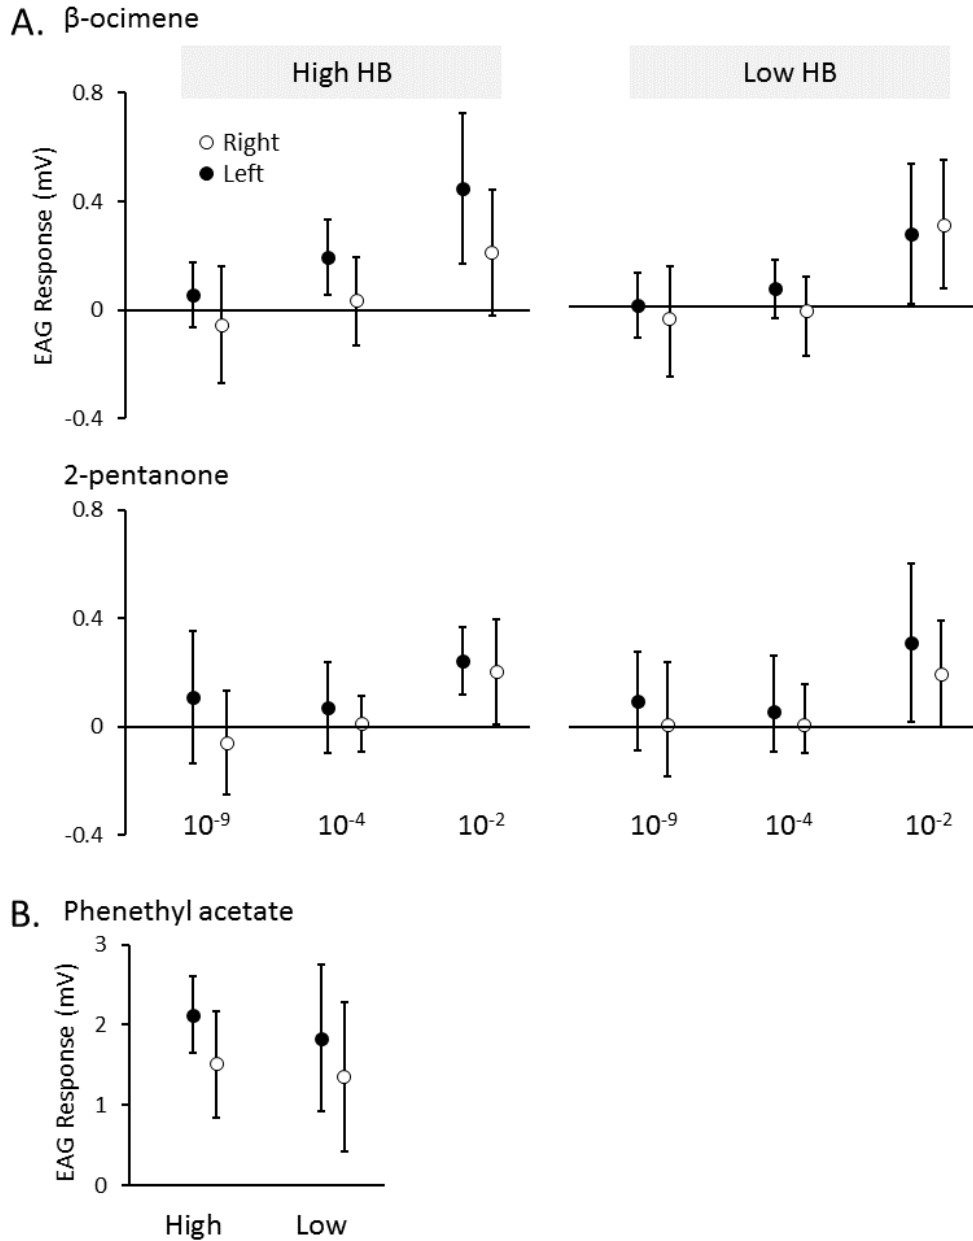 A. β-ocimene
High HB
Low HB
0.8
Right
Left
0.4
0
-0.4
EAG Response (mV)
2-pentanone
0.8
0.4
0
-0.4
10⁻⁹ 10⁻⁴ 10⁻² 10⁻⁹ 10⁻⁴ 10⁻²
B. Phenethyl acetate
3
2
1
0
EAG Response (mV)
High Low